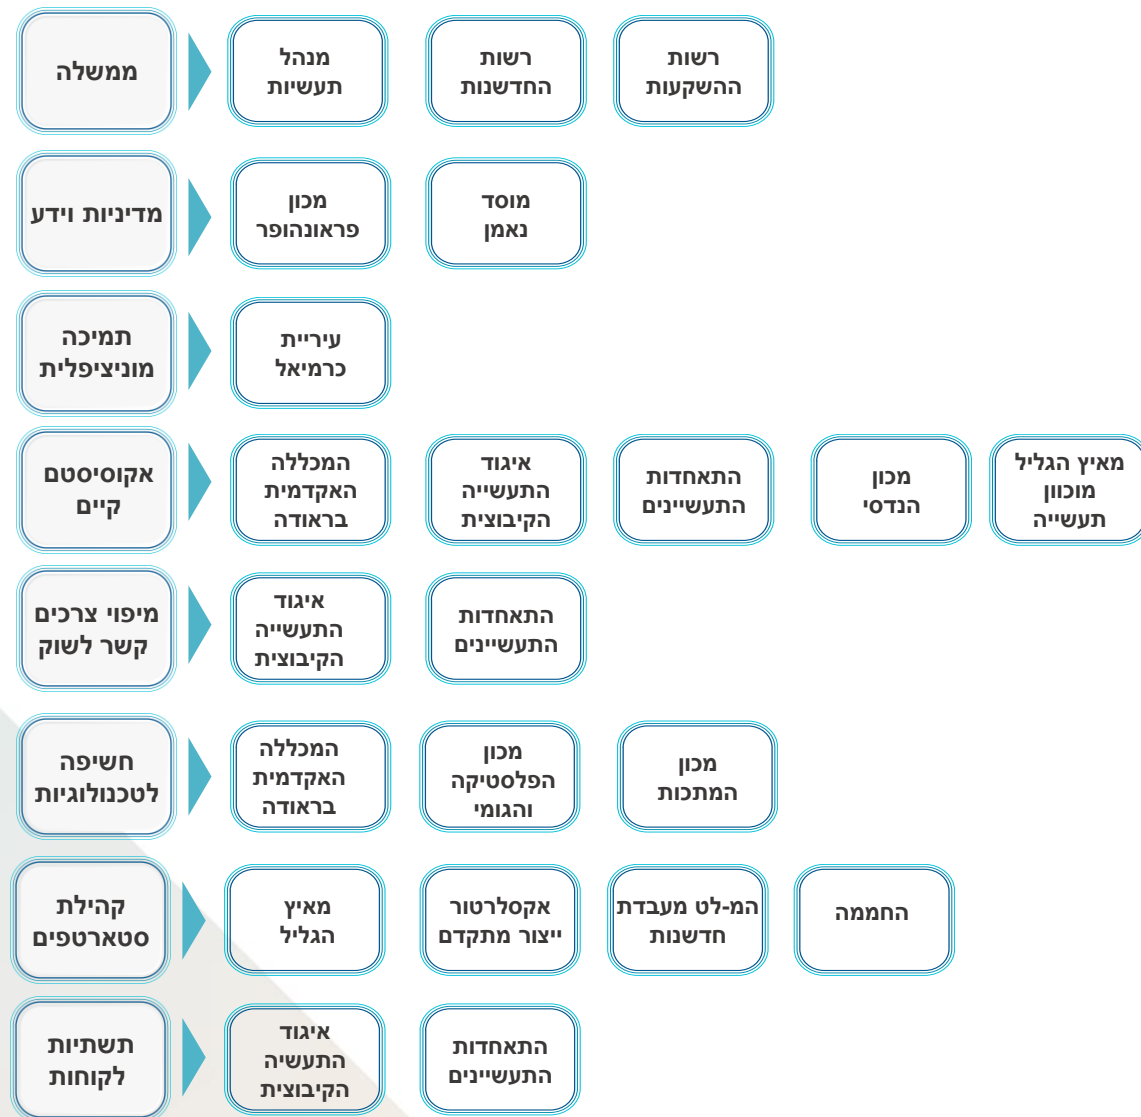 ממשלה
מנהל
תעשיות
רשות
החדשנות
רשות
ההשקעות
מדיניות וידע
מכון
פראונהופר
מוסד
נאמן
תמיכה
מוניציפלית
עיריית
כרמיאל
אקוסיסטם
קיים
המכללה
האקדמית
בראודה
איגוד
התעשייה
הקיבוצית
התאחדות
התעשיינים
מכון
הנדסי
מאיץ הגליל
מוכוון
תעשייה
מיפוי צרכים
קשר לשוק
איגוד
התעשייה
הקיבוצית
התאחדות
התעשיינים
חשיפה
לטכנולוגיות
המכללה
האקדמית
בראודה
מכון
הפלסטיקה
והגומי
מכון
המתכות
קהילת
סטארטפים
מאיץ
הגליל
אקסלרטור
ייצור מתקדם
המ-לט מעבדת
חדשנות
החממה
תשתיות
לקוחות
איגוד
התעשיה
הקיבוצית
התאחדות
התעשיינים